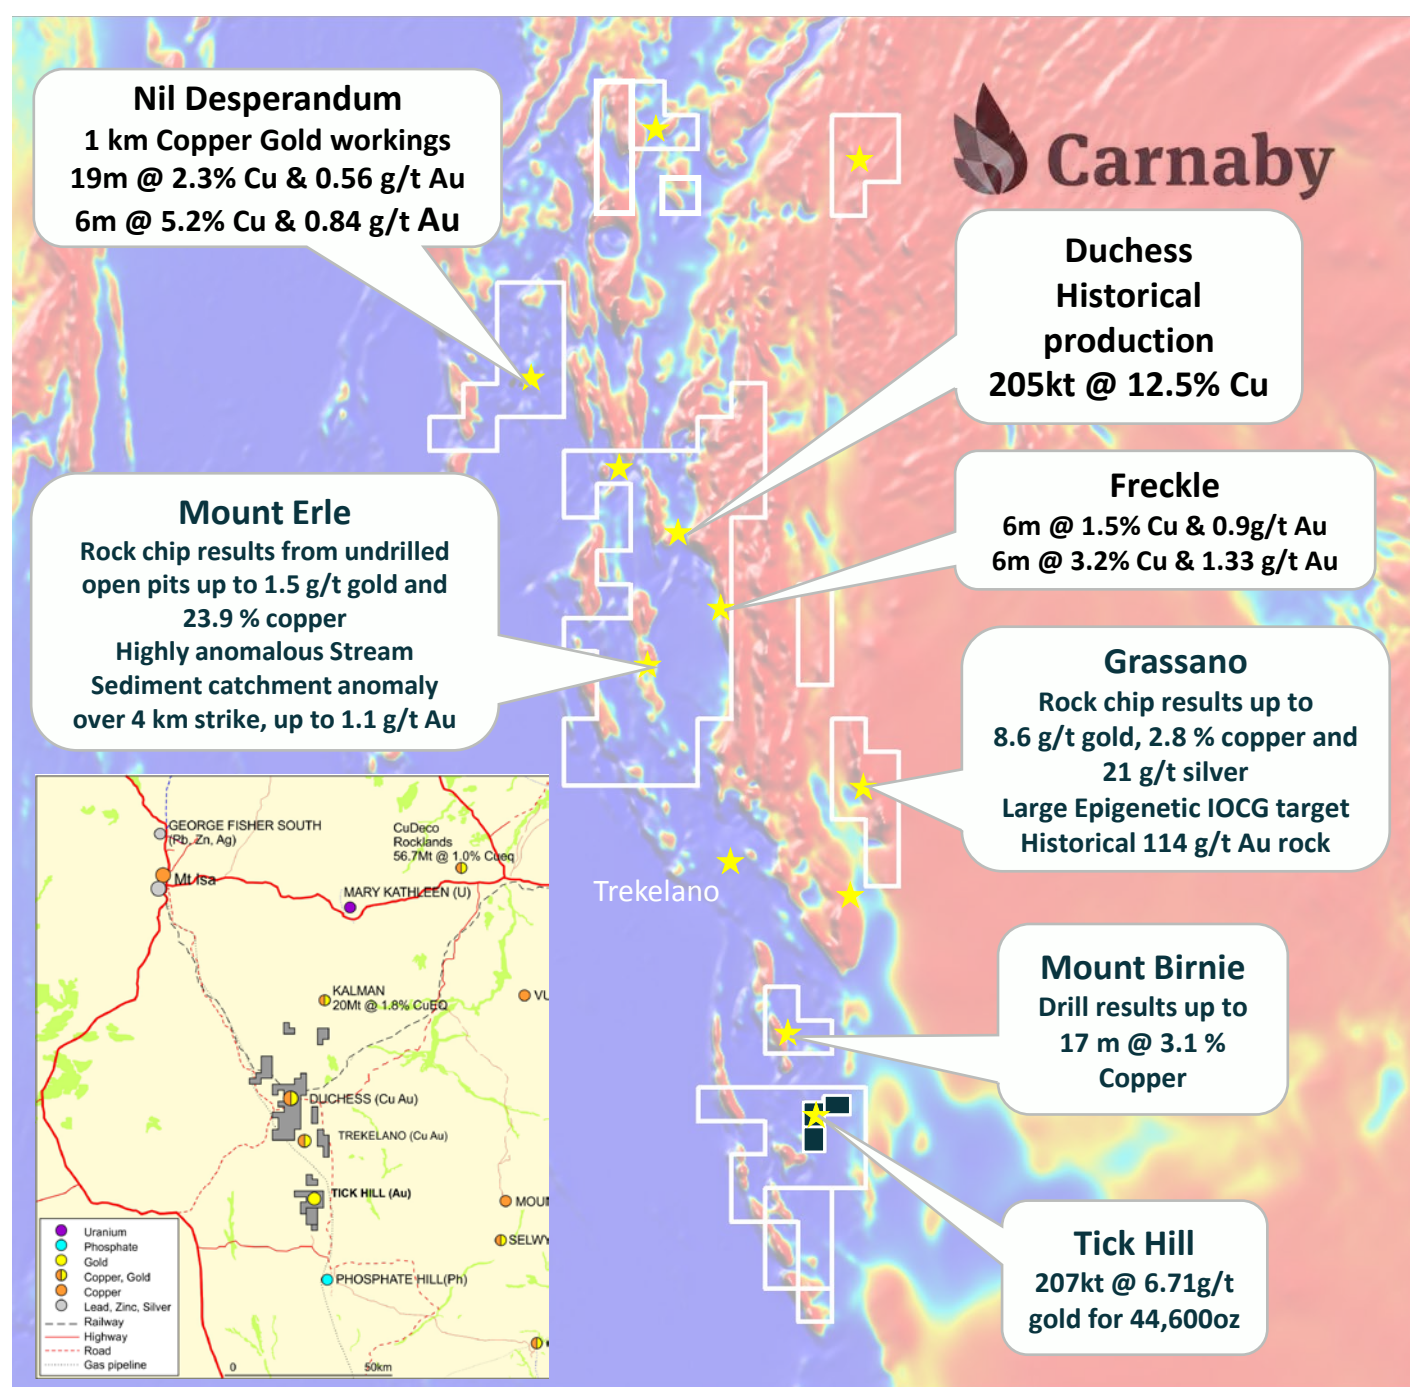 Nil Desperandum
1 km Copper Gold workings
19m @ 2.3% Cu & 0.56 g/t Au
6m @ 5.2% Cu & 0.84 g/t Au
Carnaby
Duchess
Historical
production
205kt @ 12.5% Cu
Freckle
6m @ 1.5% Cu & 0.9g/t Au
6m @ 3.2% Cu & 1.33 g/t Au
Mount Erle
Rock chip results from undrilled
open pits up to 1.5 g/t gold and
23.9 % copper
Highly anomalous Stream
Sediment catchment anomaly
over 4 km strike, up to 1.1 g/t Au
Grassano
Rock chip results up to
8.6 g/t gold, 2.8 % copper and
21 g/t silver
Large Epigenetic IOCG target
Historical 114 g/t Au rock
Trekelano
Mount Birnie
Drill results up to
17 m @ 3.1 %
Copper
Tick Hill
207kt @ 6.71g/t
gold for 44,600oz
GEORGE FISHER SOUTH
(Pb, Zn, Ag)
CuDeco
Rocklands
56.7Mt @ 1.0% Cueq
Mt Isa
MARY KATHLEEN (U)
KALMAN
20Mt @ 1.8% CuEQ
VU
DUCHESS (Cu Au)
TREKELANO (Cu Au)
TICK HILL (Au)
MOUN
SELWY
PHOSPHATE HILL(Ph)
Uranium
Phosphate
Gold
Copper, Gold
Copper
Lead, Zinc, Silver
Railway
Highway
Road
Gas pipeline
0 50km